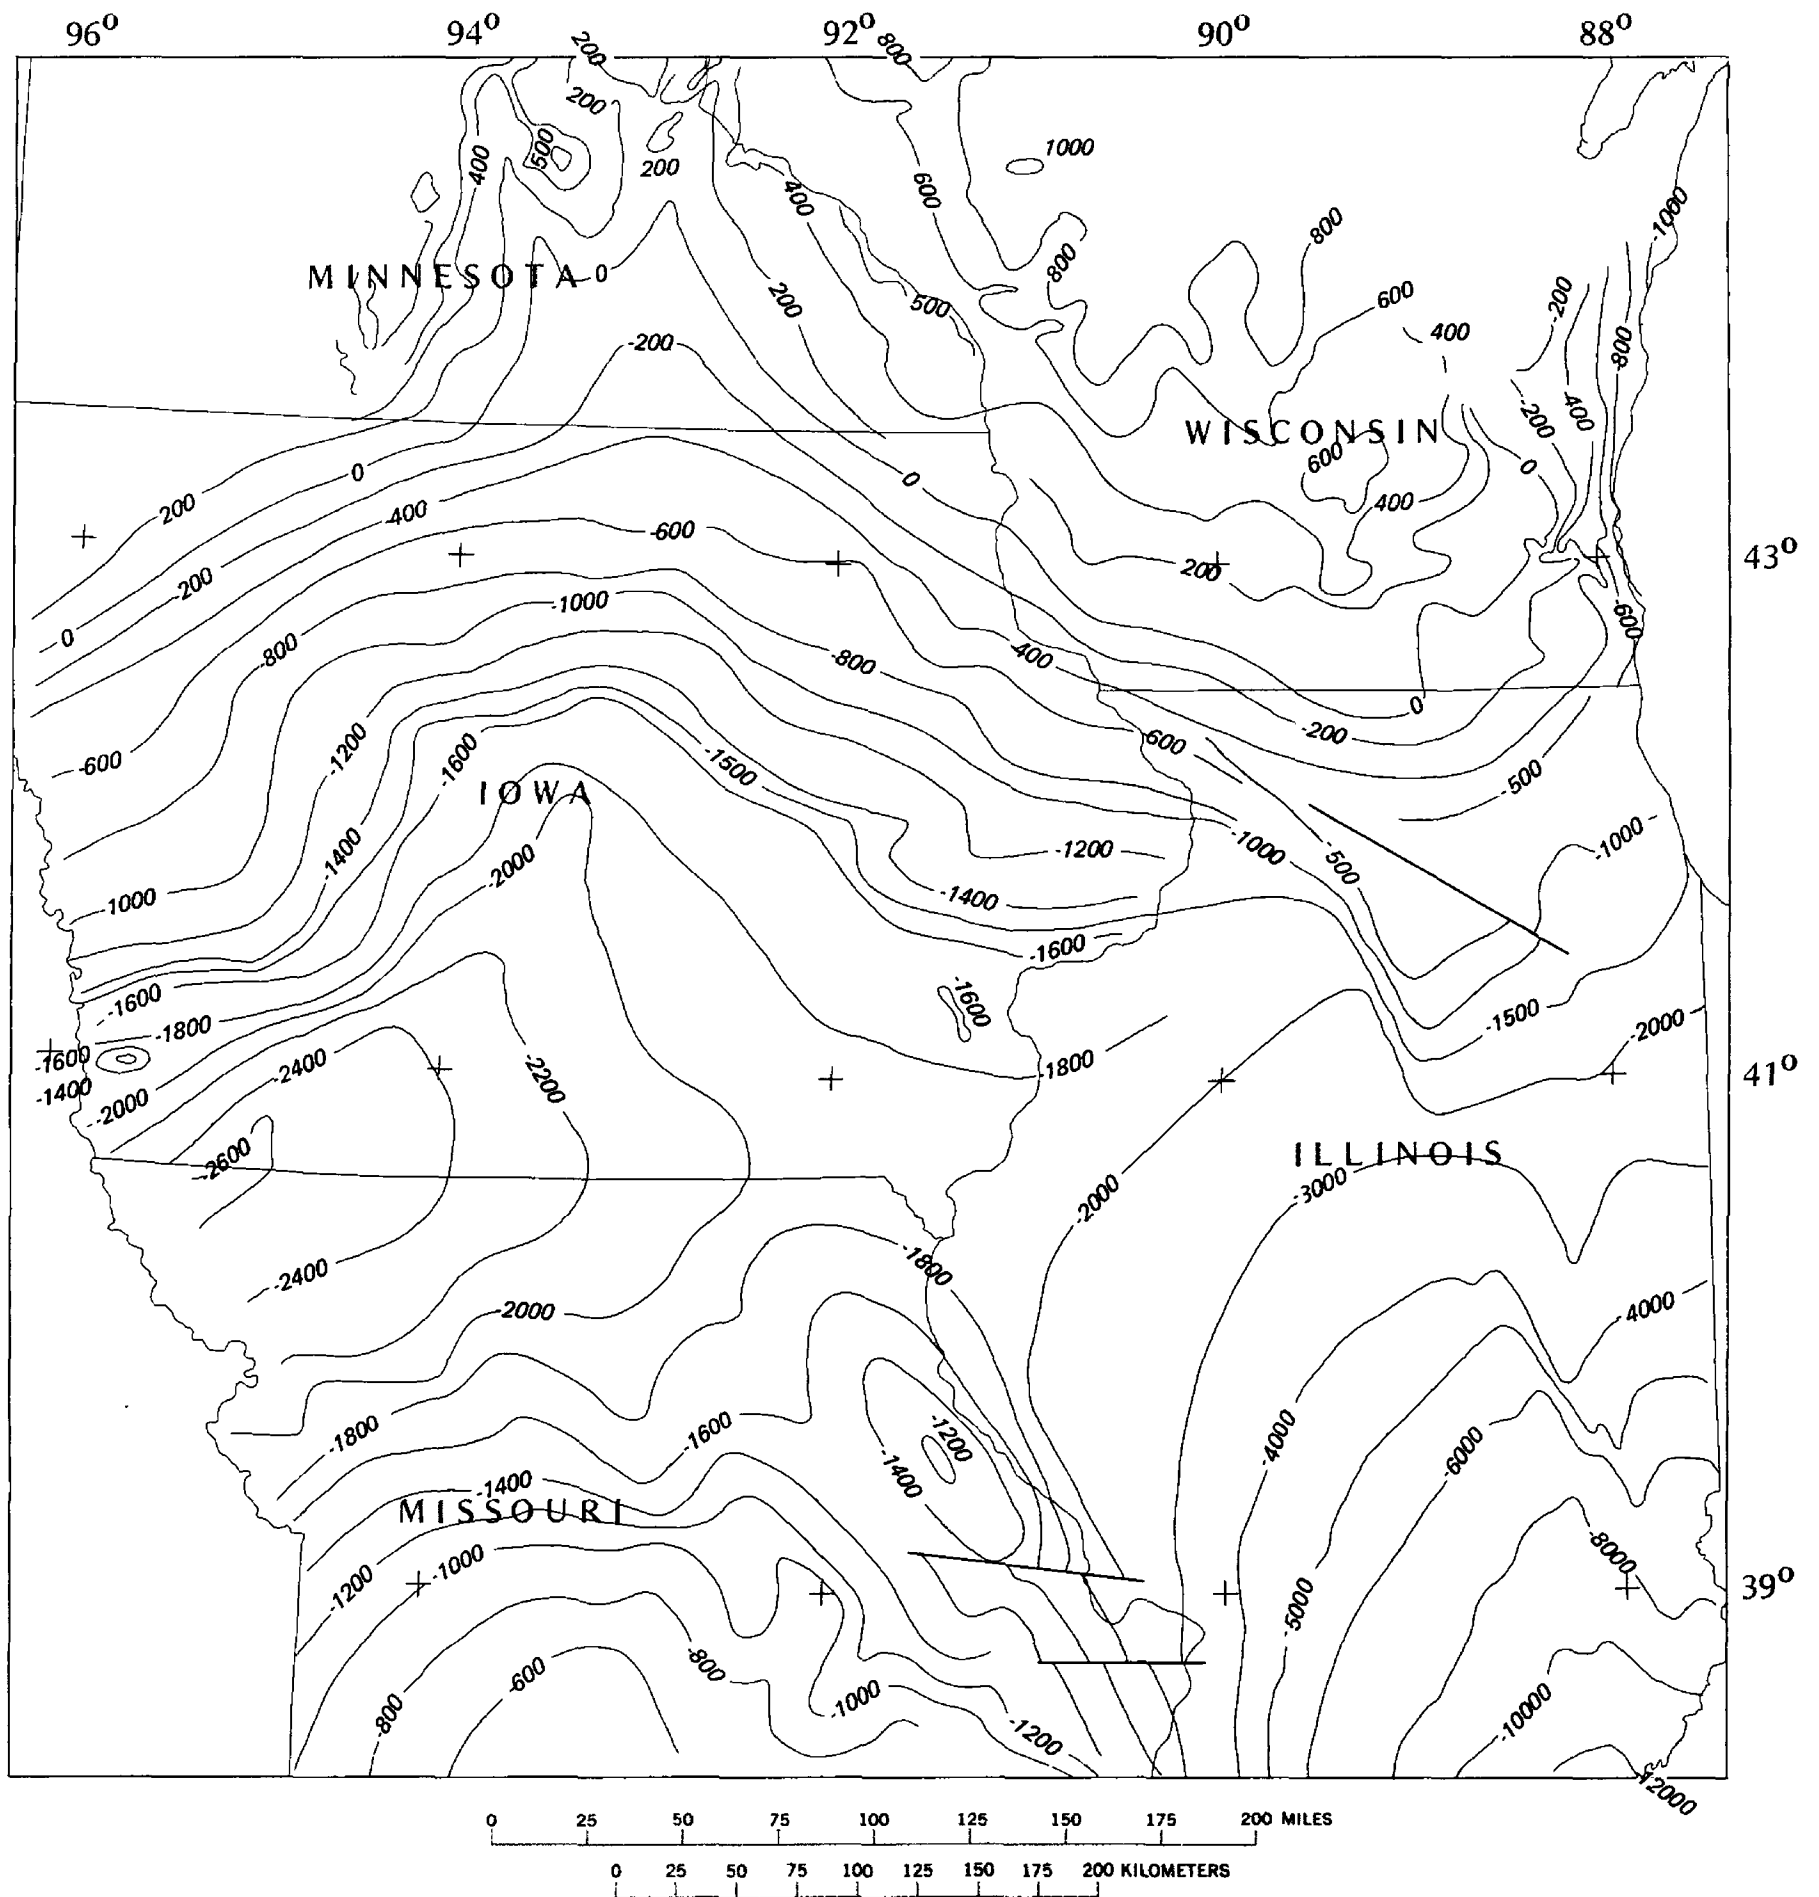 96° 94° 92° 90° 88°
200 800
200
500 1000
400 200
400 600
-1000
800
800
MINNESOTA 0
200 600 -200
500 400
-200 -800
-200 -400
WISCONSIN
0 600 0
0
200 400
-400
-600
43°
200
-200
-1000
-600
0
-800 -800 -400
0
-200
-1200 -1600 -600
-600 -1500 -500
IOWA
-1400 -2000 -1200 -1000 -500 -1000
1000 -1400
-1600
-1600 -1600
-1800 -1500 -2000
-1600 -2400 -2200 -1800 41°
-1400
-2000
-2600 ILLINOIS
-2000 -3000
-1800
-2400
-2000 -4000
-1800 -1600 -1200 -4000 -6000
-1400 -1400
MISSOURI
-1000 -8000
-1200 39°
-5000
-600 -800
-800 -1000 -10000
-1200
-12000
0 25 50 75 100 125 150 175 200 MILES
0 25 50 75 100 125 150 175 200 KILOMETERS